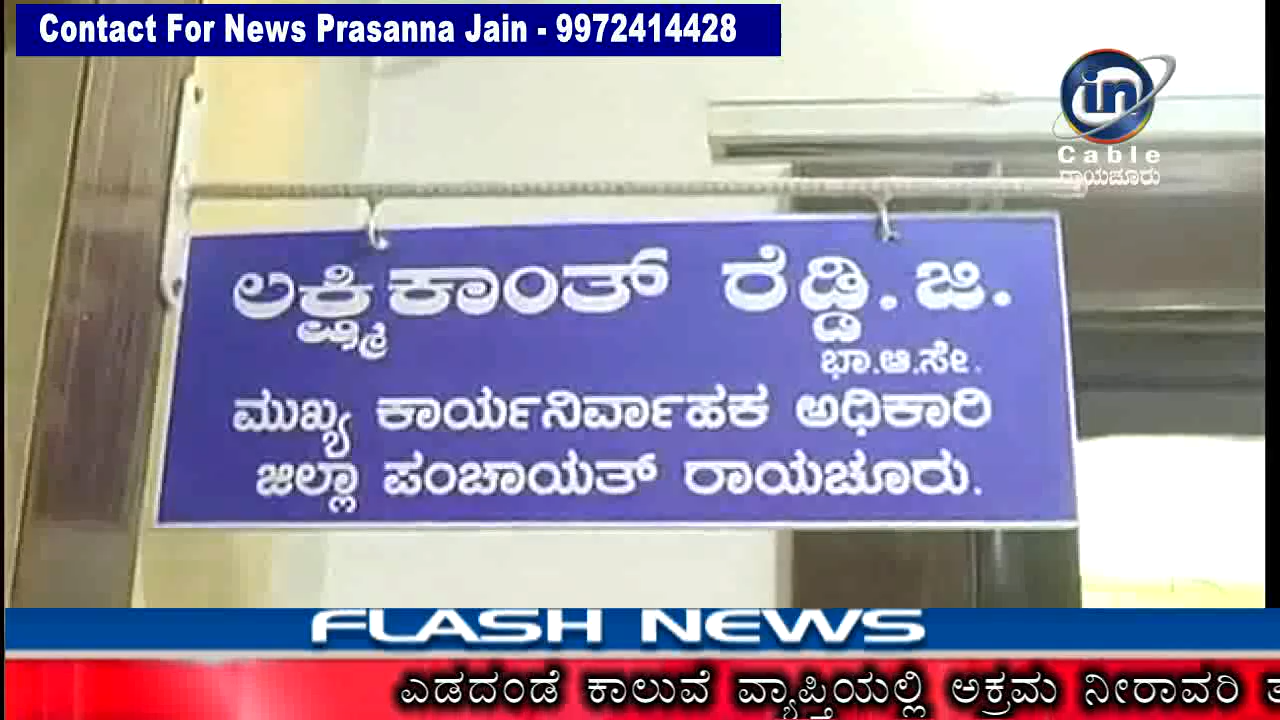 Contact For News Prasanna Jain - 9972414428
in
Cable
ರಾಯಚೂರು
ಲಕ್ಷ್ಮಿಕಾಂತ್ ರೆಡ್ಡಿ. ಜಿ.
ಭಾ.ಆ.ಸೇ.
ಮುಖ್ಯ ಕಾರ್ಯನಿರ್ವಾಹಕ ಅಧಿಕಾರಿ
ಜಿಲ್ಲಾ ಪಂಚಾಯತ್ ರಾಯಚೂರು.
FLASH NEWS
ಎಡದಂಡೆ ಕಾಲುವೆ ವ್ಯಾಪ್ತಿಯಲ್ಲಿ ಅಕ್ರಮ ನೀರಾವರಿ